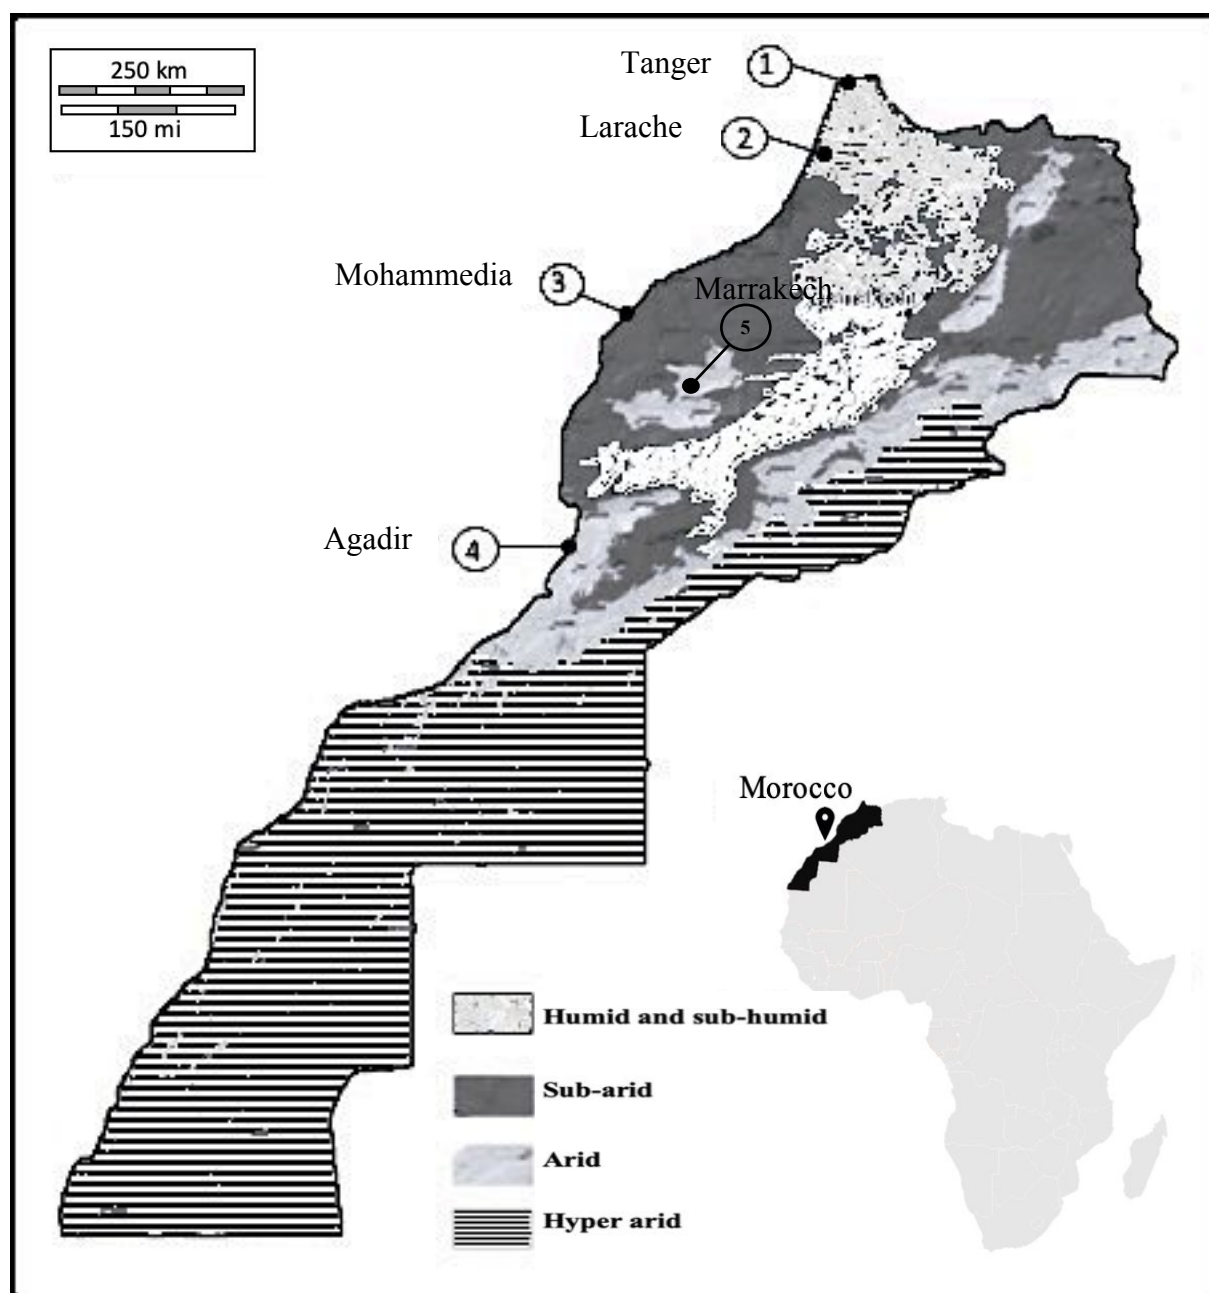 250 km
150 mi
Tanger
1
Larache
2
Mohammedia
3
Marrakech
5
Agadir
4
Morocco
Humid and sub-humid
Sub-arid
Arid
Hyper arid